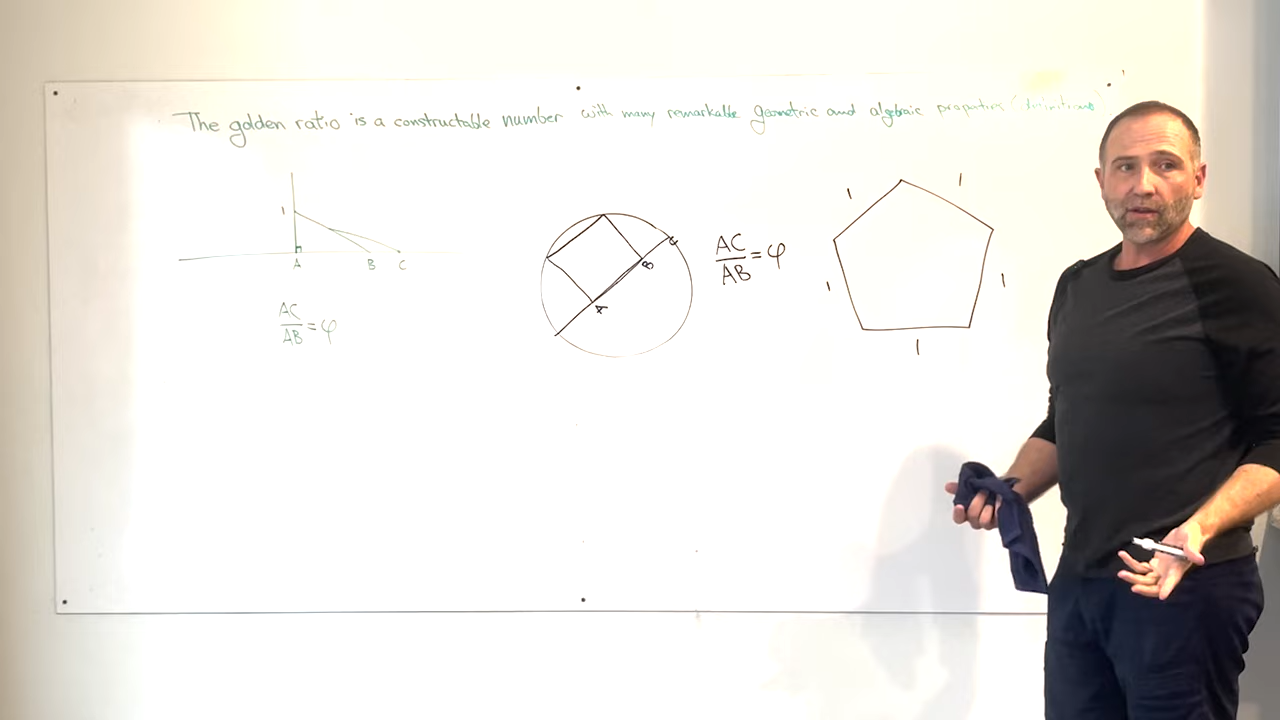 The golden ratio is a constructable number with many remarkable geometric and algebraic properties (definitions)
1
A B C
AC
AB = φ
A B C
AC
AB = φ
1 1
1 1
1